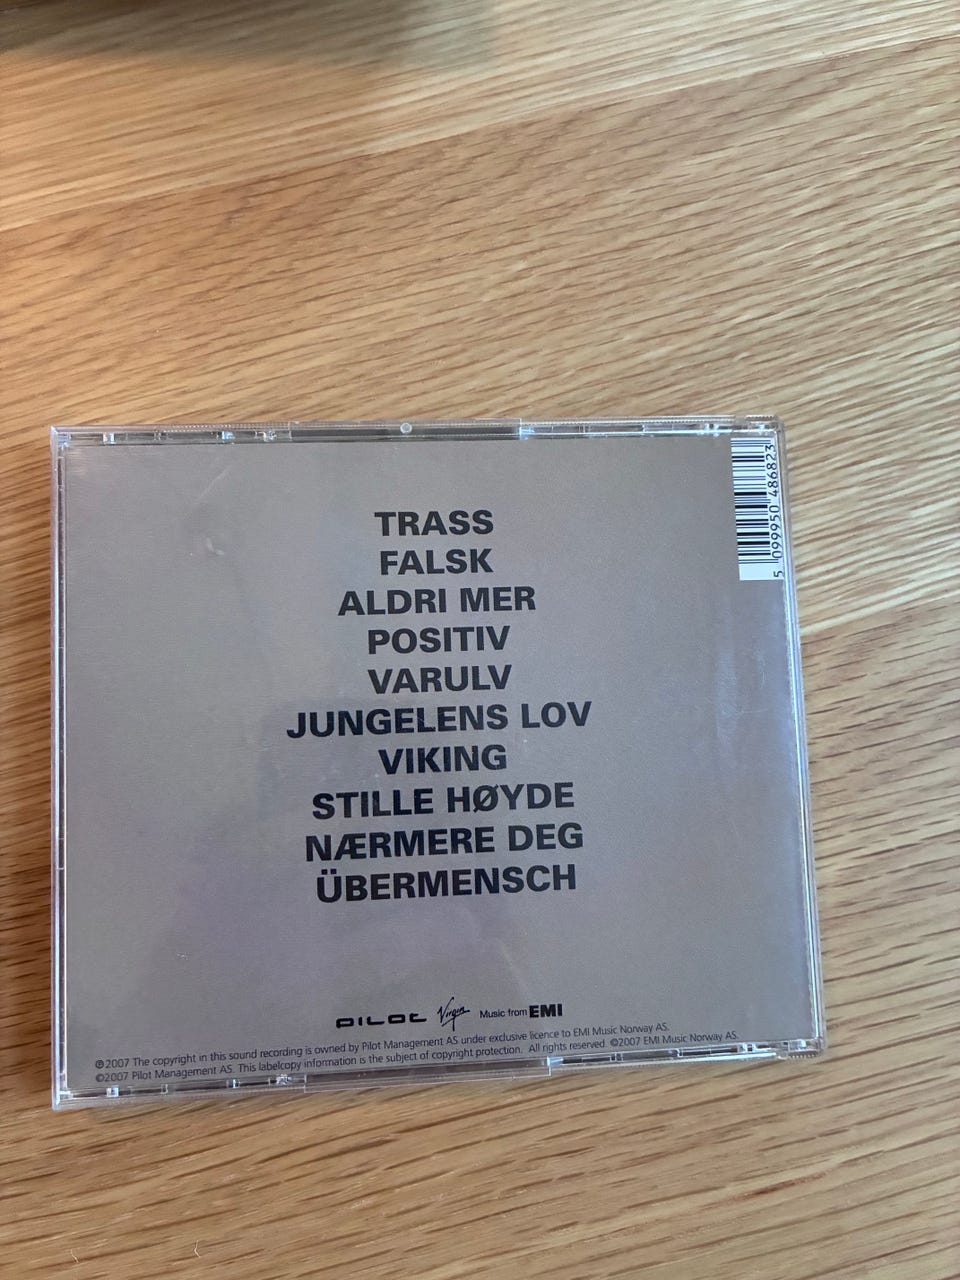 5 099950 486823
TRASS
FALSK
ALDRI MER
POSITIV
VARULV
JUNGELENS LOV
VIKING
STILLE HØYDE
NÆRMERE DEG
ÜBERMENSCH
PILOT Virgin Music from EMI
℗2007 The copyright in this sound recording is owned by Pilot Management AS under exclusive licence to EMI Music Norway AS.
©2007 Pilot Management AS. This labelcopy information is the subject of copyright protection. All rights reserved. ©2007 EMI Music Norway AS.